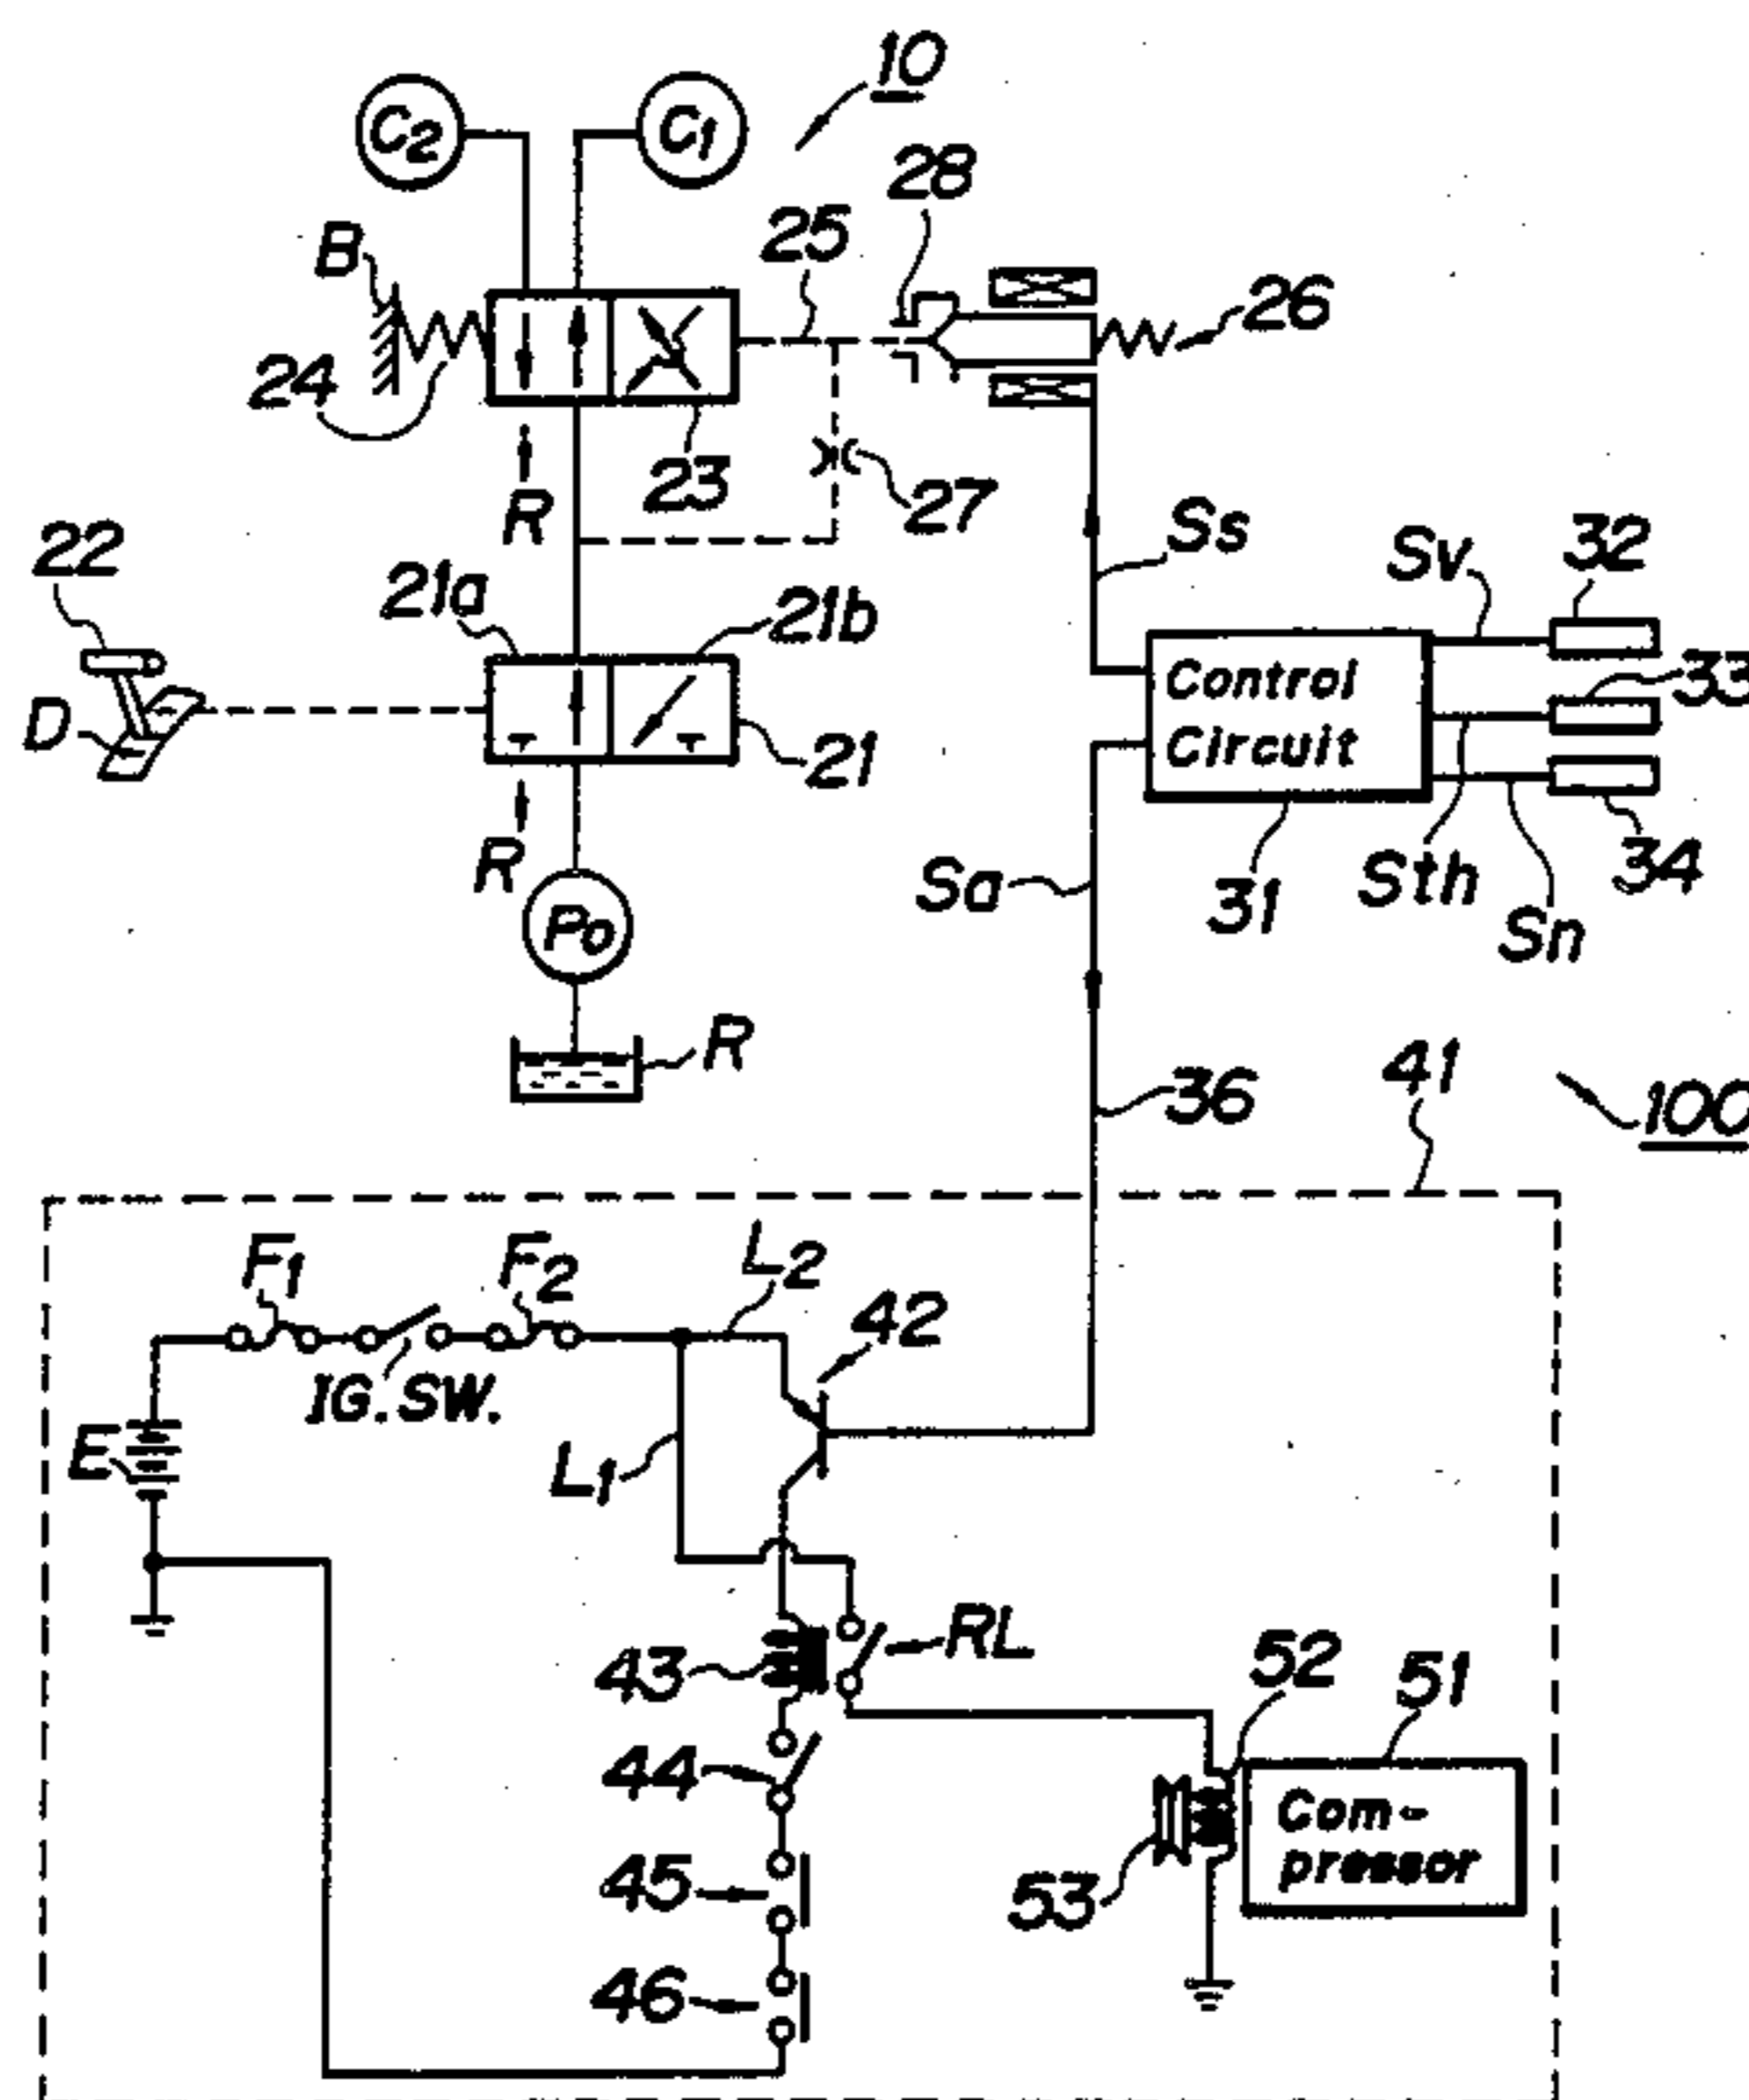 10
C2
C1
28
25
B
26
24
23
R
27
Ss
22
21a
21b
Sv
32
33
D
Control
Circuit
21
R
Sa
31
Sth
34
Sn
Po
R
36
41
100
F1
F2
L2
42
IG. SW.
E
L1
43
RL
52
51
44
Com-
pressor
53
45
46